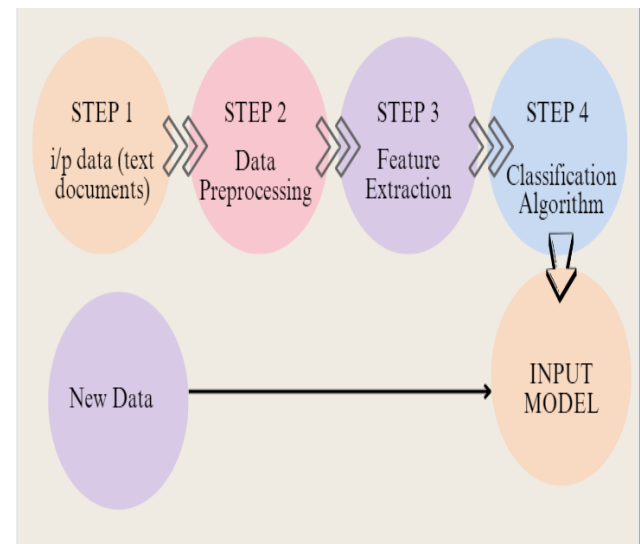 STEP 1
i/p data (text
documents)
STEP 2
Data
Preprocessing
STEP 3
Feature
Extraction
STEP 4
Classification
Algorithm
New Data
INPUT
MODEL